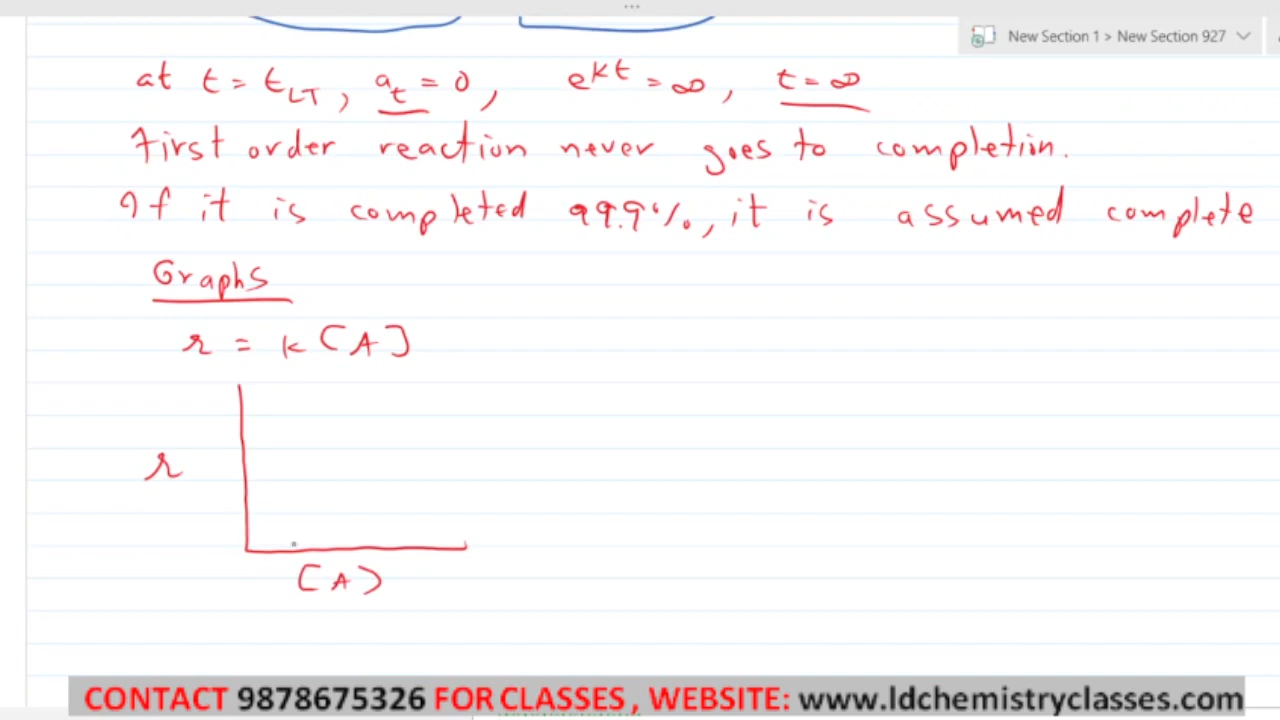 New Section 1 > New Section 927
at t = t_LT, a_t = 0, e^kt = ∞, t = ∞
First order reaction never goes to completion.
If it is completed 99.9%, it is assumed complete
Graphs
r = k [A]
r
[A]
CONTACT 9878675326 FOR CLASSES , WEBSITE: www.ldchemistryclasses.com